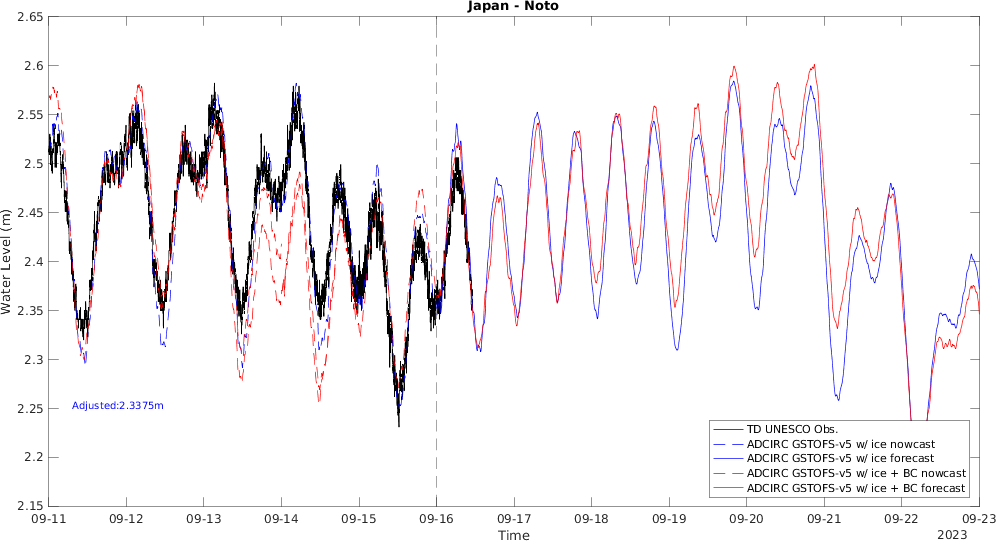 Japan - Noto
2.65
2.6
2.55
2.5
2.45
2.4
2.35
2.3
2.25
2.2
2.15
Water Level (m)
Adjusted:2.3375m
TD UNESCO Obs.
ADCIRC GSTOFS-v5 w/ ice nowcast
ADCIRC GSTOFS-v5 w/ ice forecast
ADCIRC GSTOFS-v5 w/ ice + BC nowcast
ADCIRC GSTOFS-v5 w/ ice + BC forecast
09-11 09-12 09-13 09-14 09-15 09-16 09-17 09-18 09-19 09-20 09-21 09-22 09-23
Time
2023